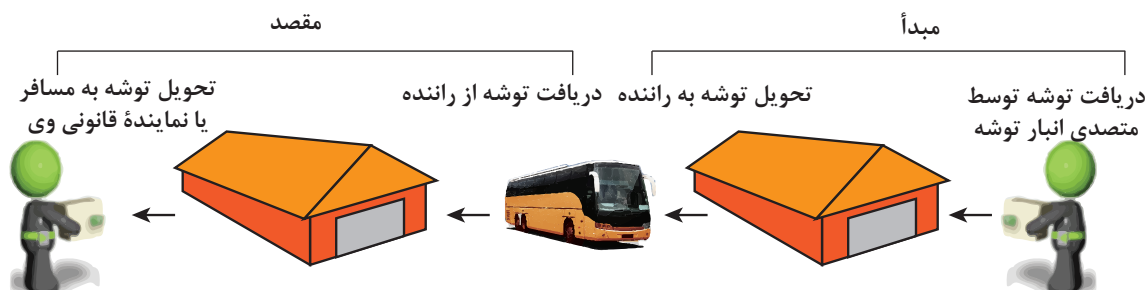 مبدأ
مقصد
دریافت توشه توسط
متصدی انبار توشه
تحویل توشه به راننده
دریافت توشه از راننده
تحویل توشه به مسافر
یا نمایندهٔ قانونی وی